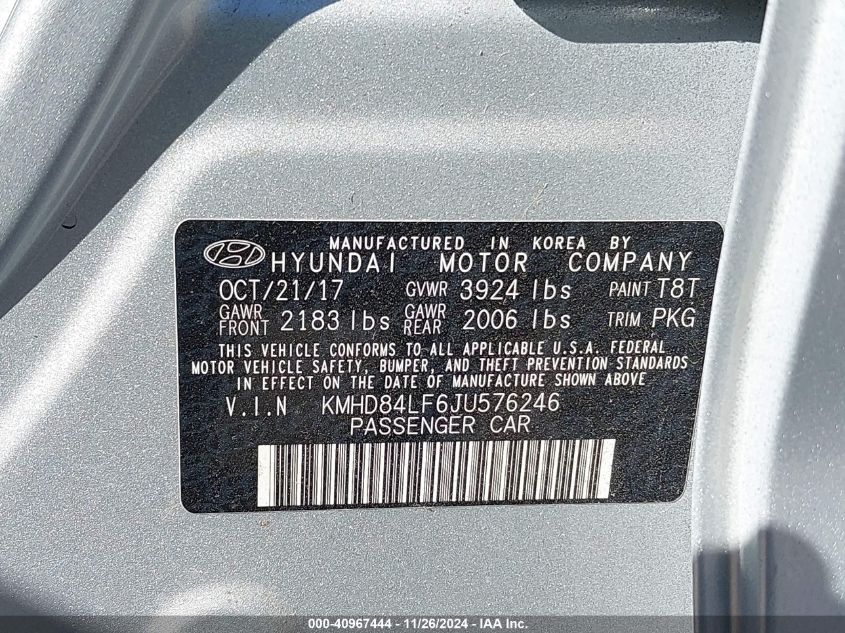 MANUFACTURED IN KOREA BY
HYUNDAI MOTOR COMPANY
OCT/21/17 GVWR 3924 lbs PAINT T8T
GAWR FRONT 2183 lbs GAWR REAR 2006 lbs TRIM PKG
THIS VEHICLE CONFORMS TO ALL APPLICABLE U.S.A. FEDERAL
MOTOR VEHICLE SAFETY, BUMPER, AND THEFT PREVENTION STANDARDS
IN EFFECT ON THE DATE OF MANUFACTURE SHOWN ABOVE
V.I.N KMHD84LF6JU576246
PASSENGER CAR
000-40967444 - 11/26/2024 - © IAA Inc.